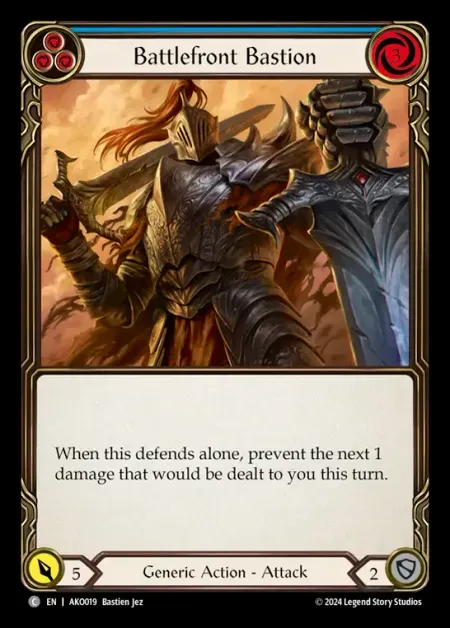 Battlefront Bastion
3
When this defends alone, prevent the next 1
damage that would be dealt to you this turn.
5
Generic Action - Attack
2
C EN | AKO019 Bastien Jez
© 2024 Legend Story Studios